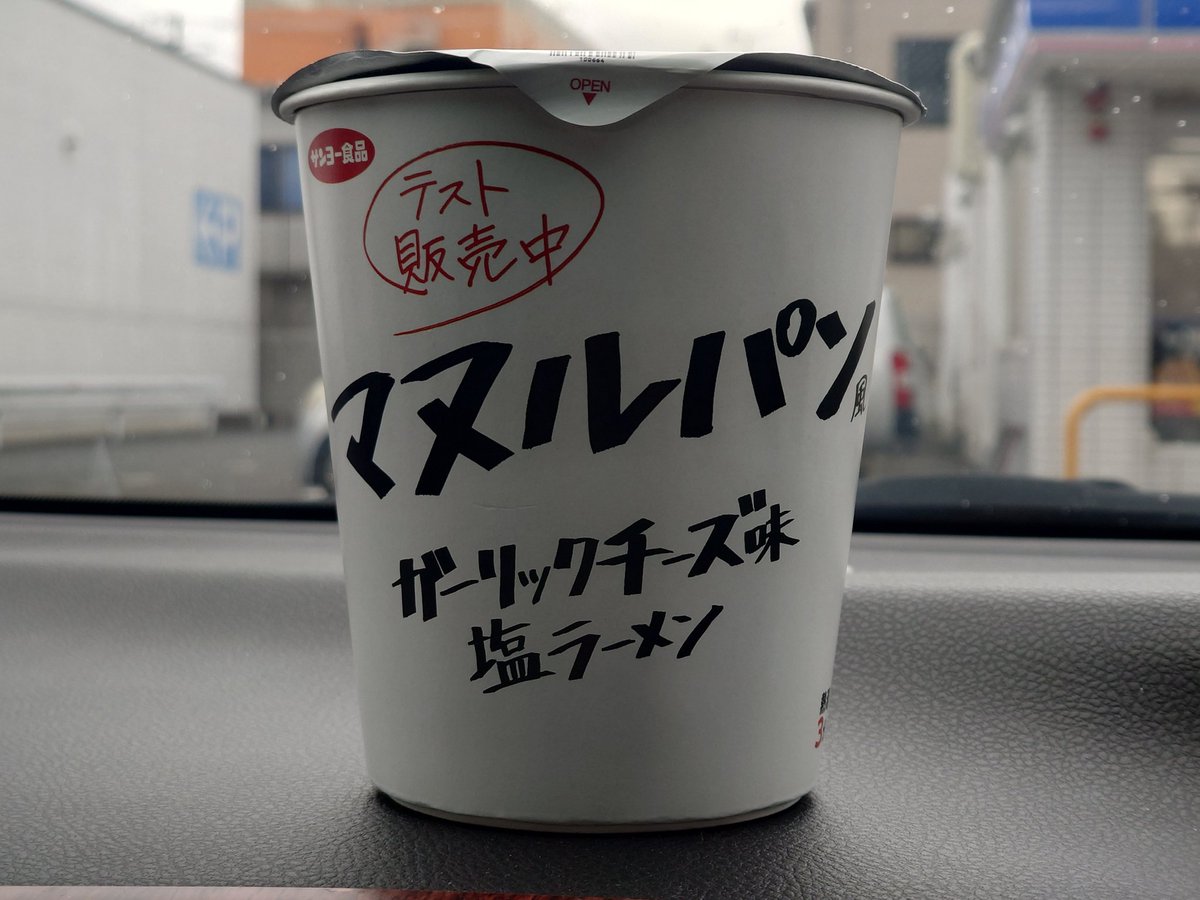 OPEN
サンヨー食品
テスト
販売中
マヌルパン風
ガーリックチーズ味
塩ラーメン